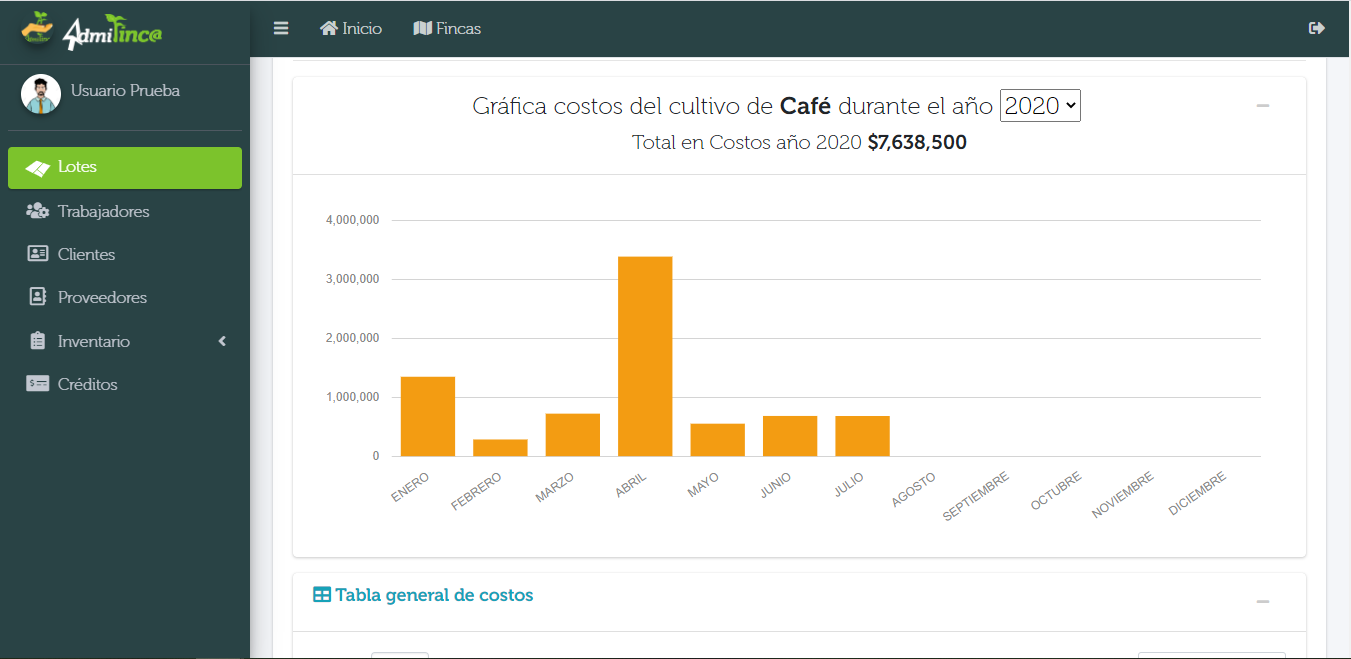 Admifinc@
Inicio
Fincas
Usuario Prueba
Lotes
Trabajadores
Clientes
Proveedores
Inventario
Créditos
Gráfica costos del cultivo de Café durante el año 2020
Total en Costos año 2020 $7,638,500
4,000,000
3,000,000
2,000,000
1,000,000
0
ENERO
FEBRERO
MARZO
ABRIL
MAYO
JUNIO
JULIO
AGOSTO
SEPTIEMBRE
OCTUBRE
NOVIEMBRE
DICIEMBRE
Tabla general de costos